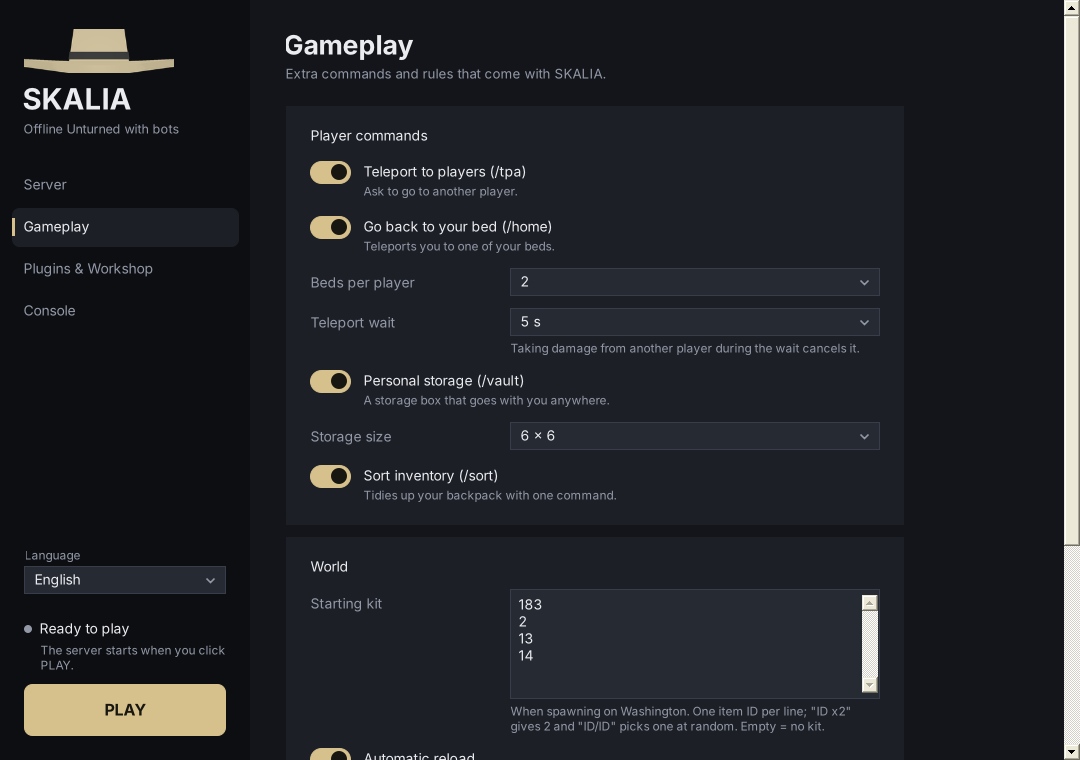 SKALIA
Offline Unturned with bots
Server
Gameplay
Plugins & Workshop
Console
Language
English
Ready to play
The server starts when you click
PLAY.
PLAY
Gameplay
Extra commands and rules that come with SKALIA.
Player commands
Teleport to players (/tpa)
Ask to go to another player.
Go back to your bed (/home)
Teleports you to one of your beds.
Beds per player
2
Teleport wait
5 s
Taking damage from another player during the wait cancels it.
Personal storage (/vault)
A storage box that goes with you anywhere.
Storage size
6 × 6
Sort inventory (/sort)
Tidies up your backpack with one command.
World
Starting kit
183
2
13
14
When spawning on Washington. One item ID per line; "ID x2"
gives 2 and "ID/ID" picks one at random. Empty = no kit.
Automatic reload